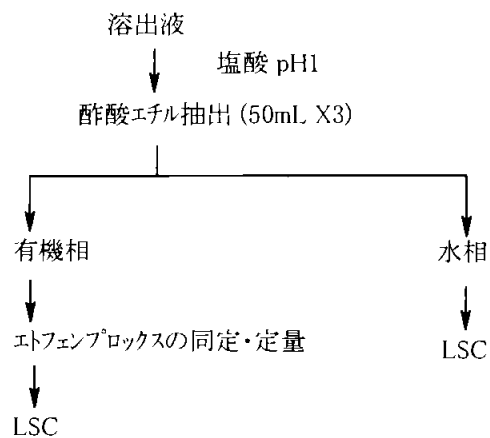 溶出液
塩酸 pH1
酢酸エチル抽出 (50mL X3)
有機相
水相
エトフェンプロックスの同定・定量
LSC
LSC